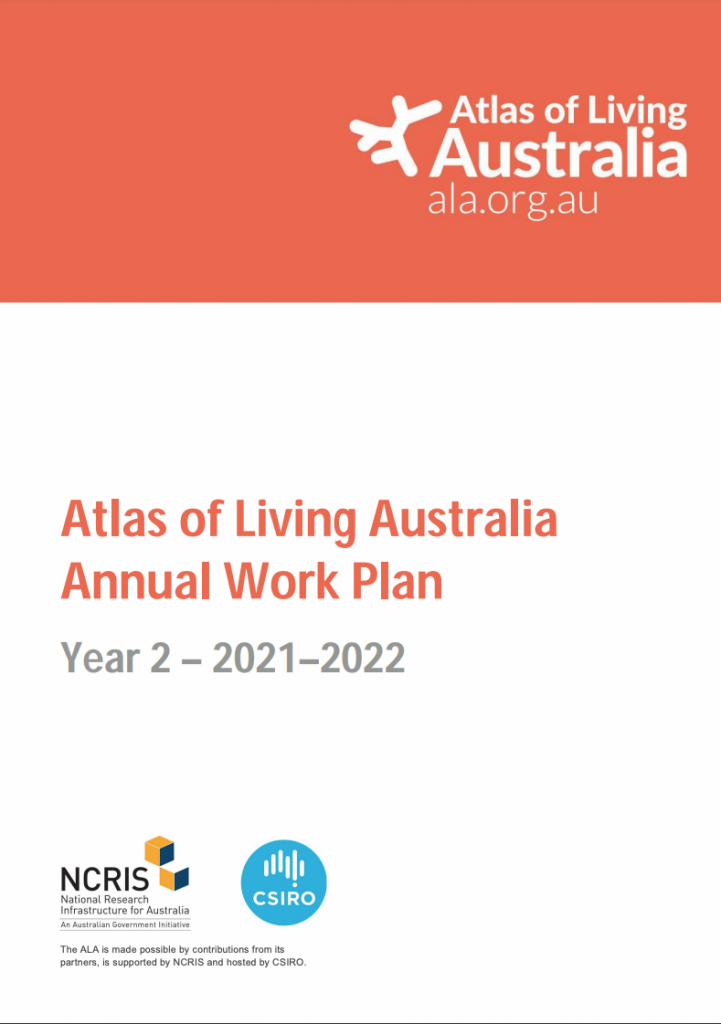 Atlas of Living
Australia
ala.org.au
Atlas of Living Australia
Annual Work Plan
Year 2 – 2021–2022
NCRIS
National Research
Infrastructure for Australia
An Australian Government Initiative
CSIRO
The ALA is made possible by contributions from its
partners, is supported by NCRIS and hosted by CSIRO.